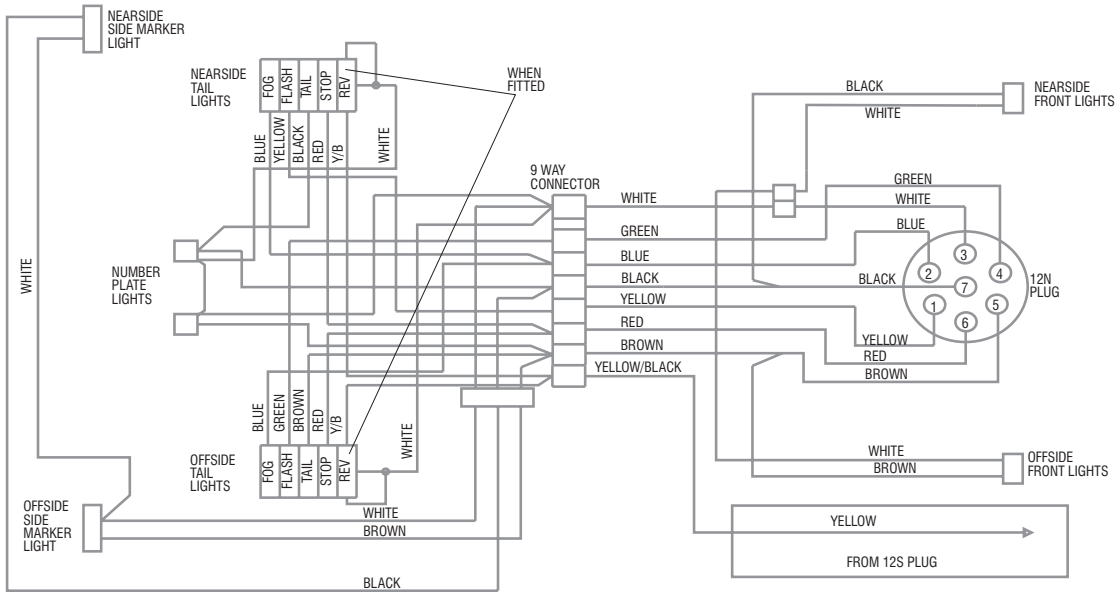 NEARSIDE
SIDE MARKER
LIGHT
NEARSIDE
TAIL
LIGHTS
FOG
FLASH
TAIL
STOP
REV
WHEN
FITTED
BLUE
YELLOW
BLACK
RED
Y/B
WHITE
BLACK
WHITE
NEARSIDE
FRONT LIGHTS
9 WAY
CONNECTOR
WHITE
GREEN
BLUE
BLACK
YELLOW
RED
BROWN
YELLOW/BLACK
GREEN
WHITE
BLUE
BLACK
YELLOW
RED
BROWN
3
2
4
7
1
5
6
12N
PLUG
WHITE
NUMBER
PLATE
LIGHTS
BLUE
GREEN
BROWN
RED
Y/B
WHITE
OFFSIDE
TAIL
LIGHTS
FOG
FLASH
TAIL
STOP
REV
WHITE
BROWN
OFFSIDE
FRONT LIGHTS
OFFSIDE
SIDE
MARKER
LIGHT
WHITE
BROWN
BLACK
YELLOW
FROM 12S PLUG